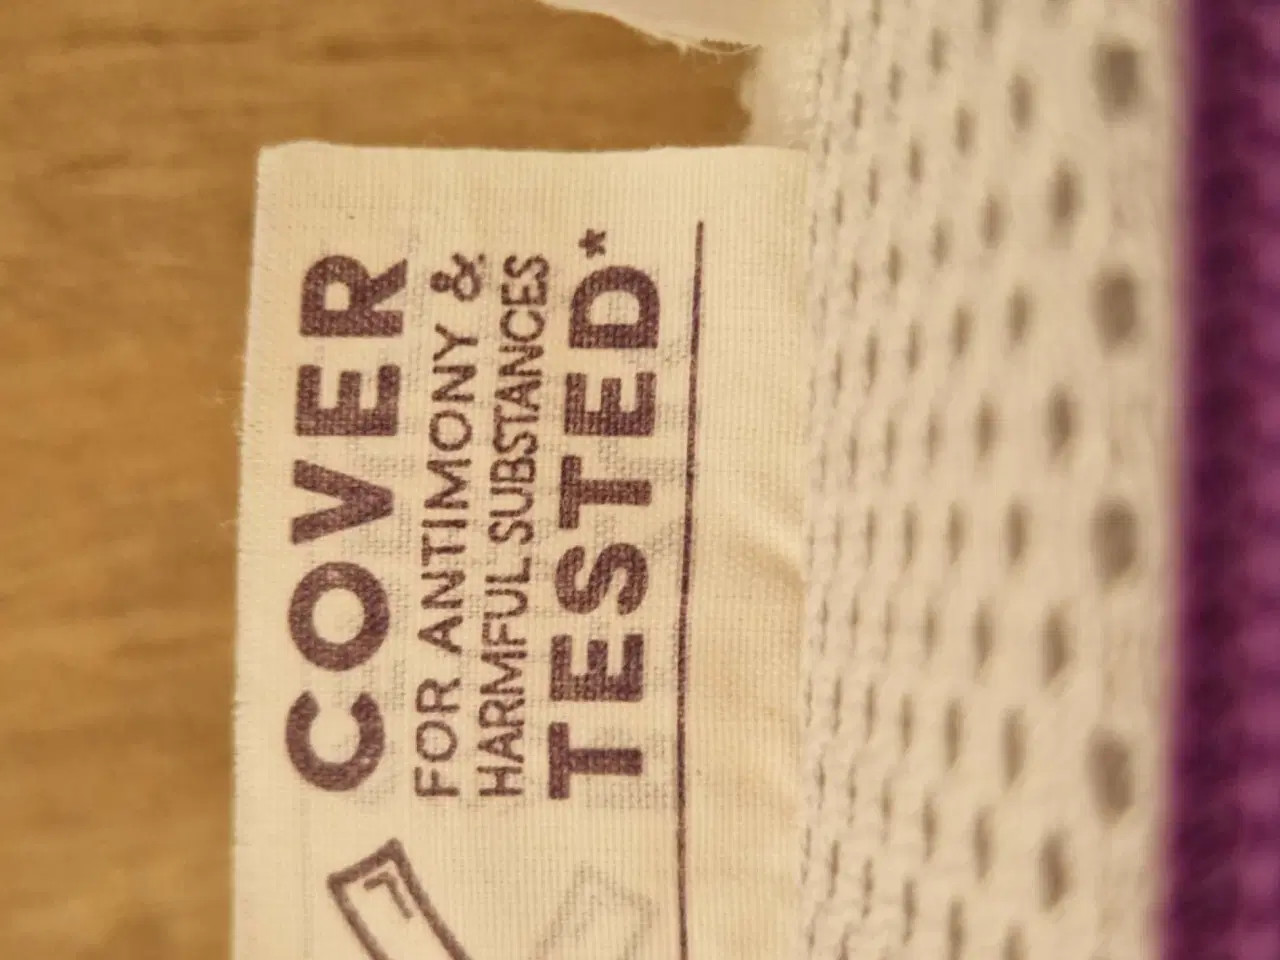 COVER
FOR ANTIMONY &
HARMFUL SUBSTANCES
TESTED*